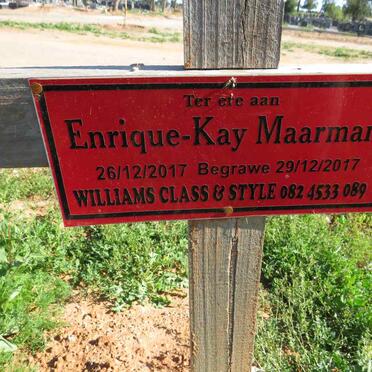 Ter ere aan
Enrique-Kay Maarman
26/12/2017 Begrawe 29/12/2017
WILLIAMS CLASS & STYLE 082 4533 089